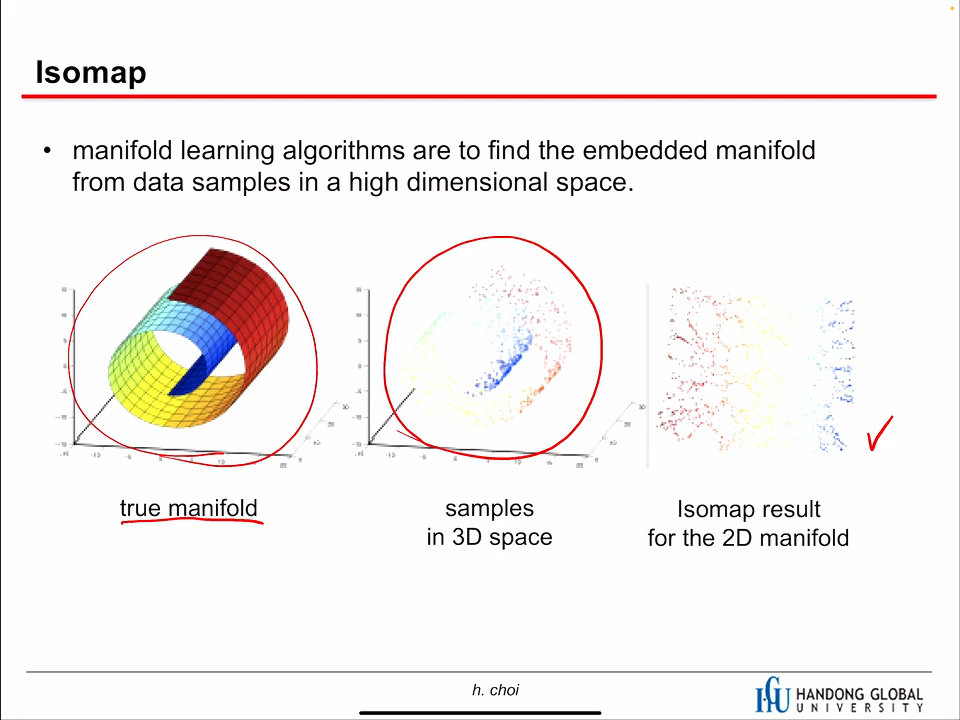 Isomap
• manifold learning algorithms are to find the embedded manifold
from data samples in a high dimensional space.
true manifold
samples
in 3D space
Isomap result
for the 2D manifold
h. choi
HANDONG GLOBAL
UNIVERSITY